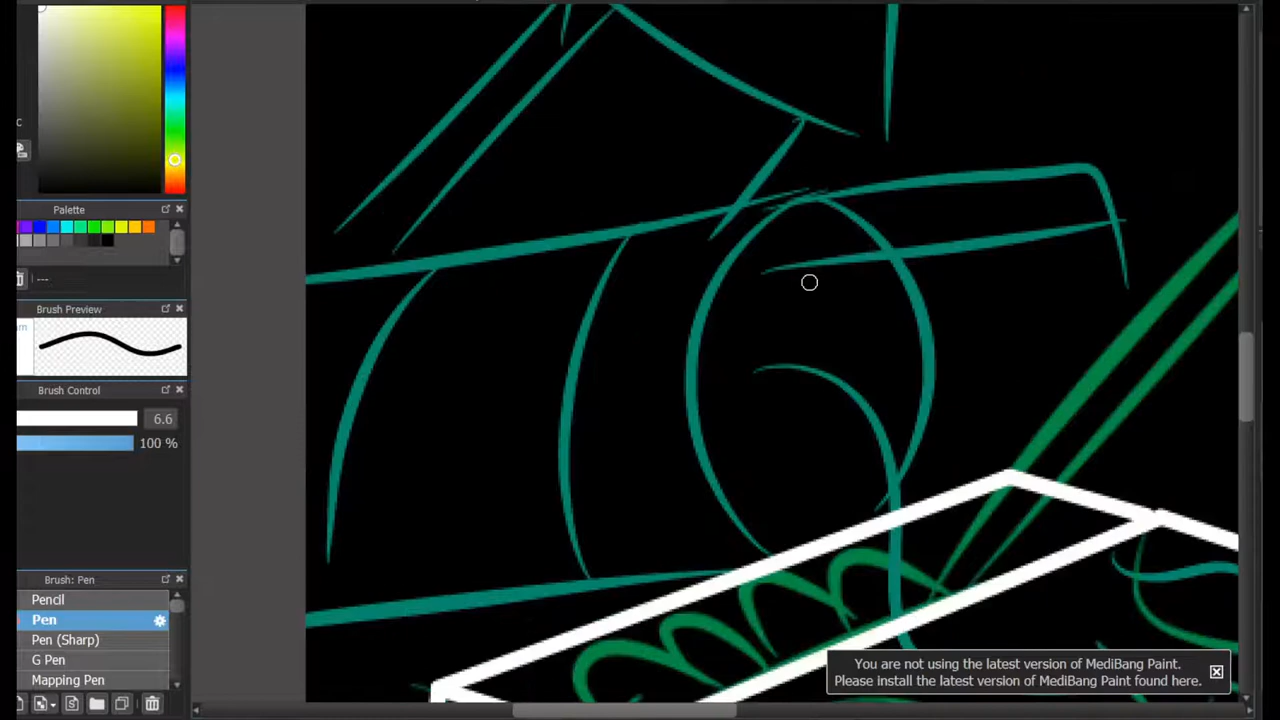 c
Palette
---
Brush Preview
Brush Control
6.6
100 %
Brush: Pen
Pencil
Pen
Pen (Sharp)
G Pen
Mapping Pen
You are not using the latest version of MediBang Paint.
Please install the latest version of MediBang Paint found here.